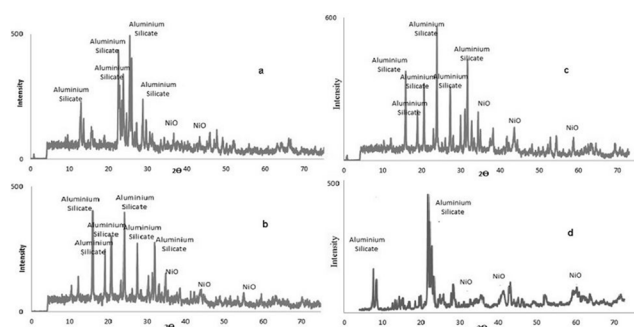 500
Intensity
0
Aluminium
Silicate
Aluminium
Silicate
Aluminium
Silicate
Aluminium
Silicate
Aluminium
Silicate
NiO
NiO
a
0
10
20
30
40
50
60
70
2Θ
600
Intensity
0
Aluminium
Silicate
Aluminium
Silicate
Aluminium
Silicate
Aluminium
Silicate
Aluminium
Silicate
Aluminium
Silicate
NiO
NiO
NiO
c
0
10
20
30
40
50
60
70
2Θ
500
Intensity
0
Aluminium
Silicate
Aluminium
Silicate
Aluminium
Silicate
Aluminium
Silicate
Aluminium
Silicate
Aluminium
Silicate
NiO
NiO
NiO
b
0
10
20
30
40
50
60
70
2Θ
500
Intensity
0
Aluminium
Silicate
Aluminium
Silicate
NiO
NiO
NiO
d
0
10
20
30
40
50
60
70
2Θ